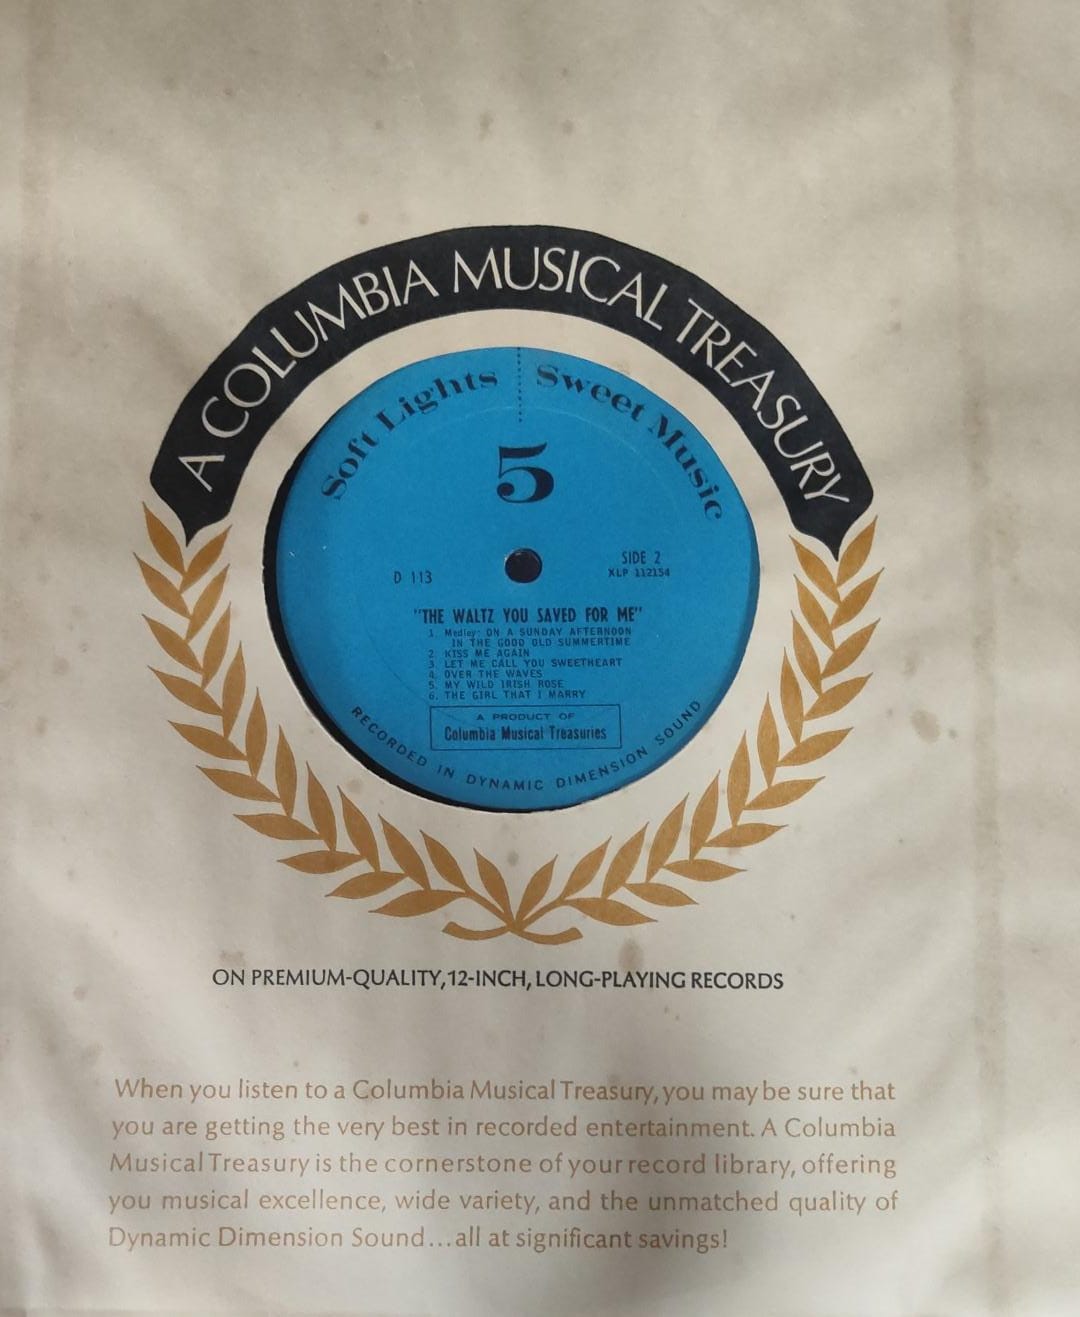 A COLUMBIA MUSICAL TREASURY
Soft Lights Sweet Music
5
D 113
SIDE 2
XLP 112154
"THE WALTZ YOU SAVED FOR ME"
1. Medley: ON A SUNDAY AFTERNOON
IN THE GOOD OLD SUMMERTIME
2. KISS ME AGAIN
3. LET ME CALL YOU SWEETHEART
4. OVER THE WAVES
5. MY WILD IRISH ROSE
6. THE GIRL THAT I MARRY
A PRODUCT OF
Columbia Musical Treasuries
RECORDED IN DYNAMIC DIMENSION SOUND
ON PREMIUM-QUALITY, 12-INCH, LONG-PLAYING RECORDS
When you listen to a Columbia Musical Treasury, you may be sure that
you are getting the very best in recorded entertainment. A Columbia
Musical Treasury is the cornerstone of your record library, offering
you musical excellence, wide variety, and the unmatched quality of
Dynamic Dimension Sound...all at significant savings!